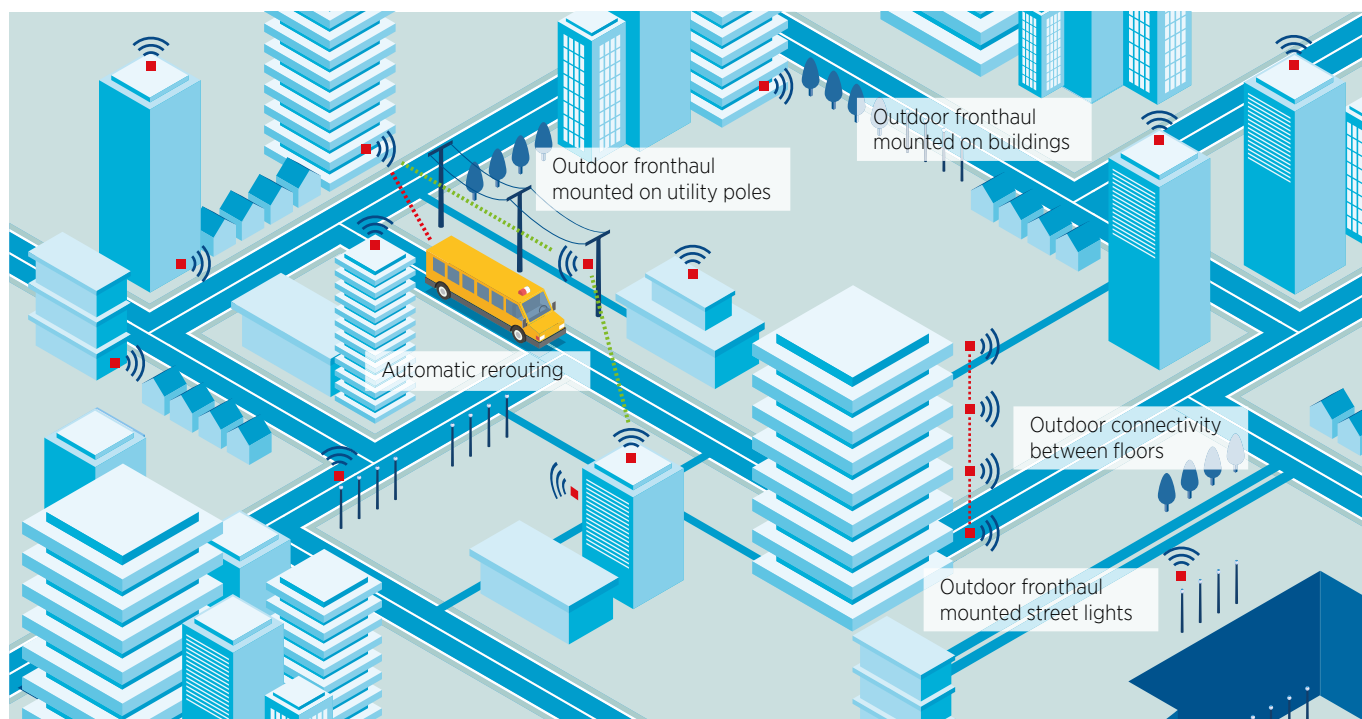 Outdoor fronthaul
mounted on buildings
Outdoor fronthaul
mounted on utility poles
Automatic rerouting
Outdoor connectivity
between floors
Outdoor fronthaul
mounted street lights